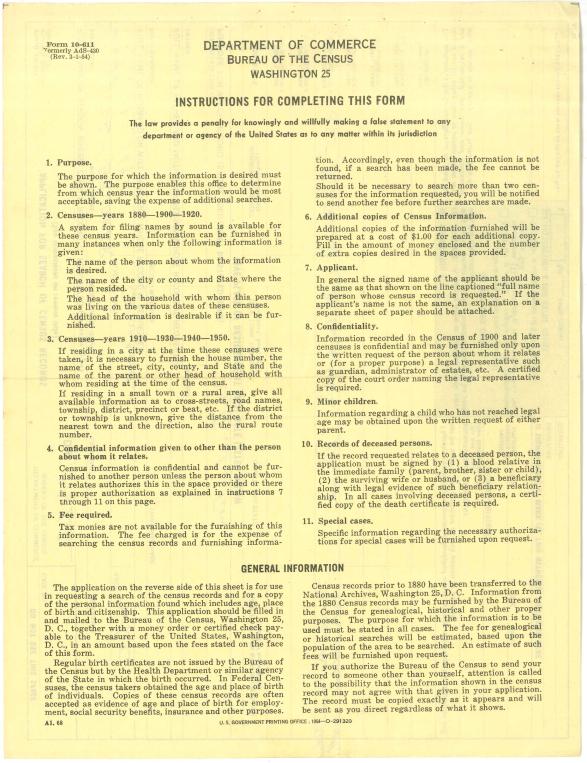 Form 10-611
Formerly AdS-430
(Rev. 3-1-54)
DEPARTMENT OF COMMERCE
BUREAU OF THE CENSUS
WASHINGTON 25
INSTRUCTIONS FOR COMPLETING THIS FORM
The law provides a penalty for knowingly and willfully making a false statement to any
department or agency of the United States as to any matter within its jurisdiction
1. Purpose.
The purpose for which the information is desired must
be shown. The purpose enables this office to determine
from which census year the information would be most
acceptable, saving the expense of additional searches.
2. Censuses—years 1880—1900—1920.
A system for filing names by sound is available for
these census years. Information can be furnished in
many instances when only the following information is
given:
The name of the person about whom the information
is desired.
The name of the city or county and State where the
person resided.
The head of the household with whom this person
was living on the various dates of these censuses.
Additional information is desirable if it can be fur-
nished.
3. Censuses—years 1910—1930—1940—1950.
If residing in a city at the time these censuses were
taken, it is necessary to furnish the house number, the
name of the street, city, county, and State and the
name of the parent or other head of household with
whom residing at the time of the census.
If residing in a small town or a rural area, give all
available information as to cross-streets, road names,
township, district, precinct or beat, etc. If the district
or township is unknown, give the distance from the
nearest town and the direction, also the rural route
number.
4. Confidential information given to other than the person
about whom it relates.
Census information is confidential and cannot be fur-
nished to another person unless the person about whom
it relates authorizes this in the space provided or there
is proper authorization as explained in instructions 7
through 11 on this page.
5. Fee required.
Tax monies are not available for the furnishing of this
information. The fee charged is for the expense of
searching the census records and furnishing informa-
tion. Accordingly, even though the information is not
found, if a search has been made, the fee cannot be
returned.
Should it be necessary to search more than two cen-
suses for the information requested, you will be notified
to send another fee before further searches are made.
6. Additional copies of Census Information.
Additional copies of the information furnished will be
prepared at a cost of $1.00 for each additional copy.
Fill in the amount of money enclosed and the number
of extra copies desired in the spaces provided.
7. Applicant.
In general the signed name of the applicant should be
the same as that shown on the line captioned "full name
of person whose census record is requested." If the
applicant's name is not the same, an explanation on a
separate sheet of paper should be attached.
8. Confidentiality.
Information recorded in the Census of 1900 and later
censuses is confidential and may be furnished only upon
the written request of the person about whom it relates
or (for a proper purpose) a legal representative such
as guardian, administrator of estates, etc. A certified
copy of the court order naming the legal representative
is required.
9. Minor children.
Information regarding a child who has not reached legal
age may be obtained upon the written request of either
parent.
10. Records of deceased persons.
If the record requested relates to a deceased person, the
application must be signed by (1) a blood relative in
the immediate family (parent, brother, sister or child),
(2) the surviving wife or husband, or (3) a beneficiary
along with legal evidence of such beneficiary relation-
ship. In all cases involving deceased persons, a certi-
fied copy of the death certificate is required.
11. Special cases.
Specific information regarding the necessary authoriza-
tions for special cases will be furnished upon request.
GENERAL INFORMATION
The application on the reverse side of this sheet is for use
in requesting a search of the census records and for a copy
of the personal information which includes age, place
of birth and citizenship. This application should be filled in
and mailed to the Bureau of the Census, Washington 25,
D. C., together with a money order or certified check pay-
able to the Treasurer of the United States, Washington,
D. C., in an amount based upon the fees stated on the face
of this form.
Regular birth certificates are not issued by the Bureau of
the Census but by the Health Department or similar agency
of the State in which the birth occurred. In Federal Cen-
suses, the census takers obtained the age and place of birth
of individuals. Copies of these census records are often
accepted as evidence of age and place of birth for employ-
ment, social security benefits, insurance and other purposes.
Census records prior to 1880 have been transferred to the
National Archives, Washington 25, D. C. Information from
the 1880 Census records may be furnished by the Bureau of
the Census for genealogical, historical and other proper
purposes. The purpose for which the information is to be
used must be stated in all cases. The fee for genealogical
or historical searches will be estimated, based upon the
population of the area to be searched. An estimate of such
fees will be furnished upon request.
If you authorize the Bureau of the Census to send your
record to someone other than yourself, attention is called
to the possibility that the information shown in the census
record may not agree with that given in your application.
The record must be copied exactly as it appears and will
be sent as you direct regardless of what it shows.
A1. 68
U. S. GOVERNMENT PRINTING OFFICE : 1954—O-291320